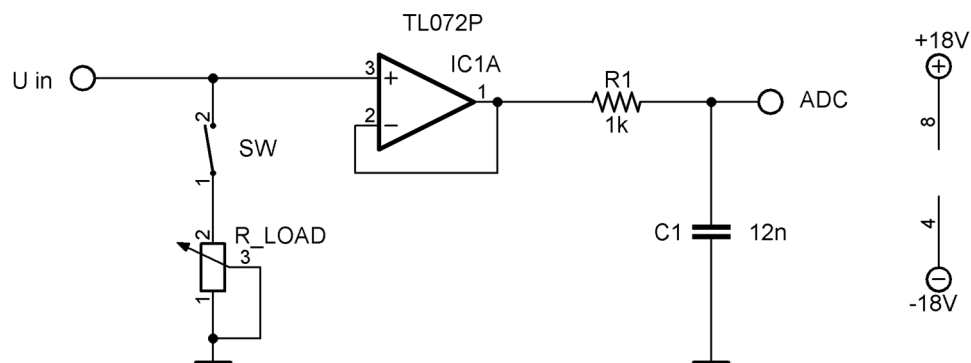 TL072P
+18V
U in
3
+
IC1A
1
R1
ADC
2
−
1k
8
2
SW
1
2
R_LOAD
3
1
C1
12n
4
-18V